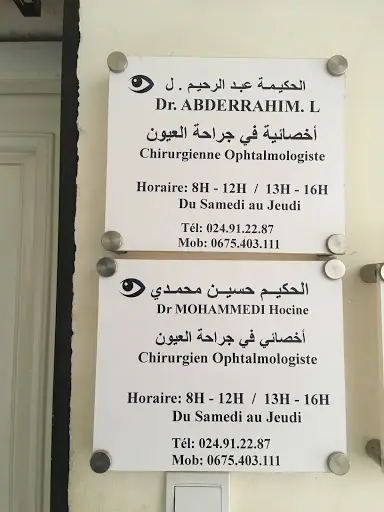 الحكيمة عبد الرحيم . ل
Dr. ABDERRAHIM. L
أخصائية في جراحة العيون
Chirurgienne Ophtalmologiste
Horaire: 8H - 12H / 13H - 16H
Du Samedi au Jeudi
Tél: 024.91.22.87
Mob: 0675.403.111
الحكيم حسين محمدي
Dr MOHAMMEDI Hocine
أخصائي في جراحة العيون
Chirurgien Ophtalmologiste
Horaire: 8H - 12H / 13H - 16H
Du Samedi au Jeudi
Tél: 024.91.22.87
Mob: 0675.403.111